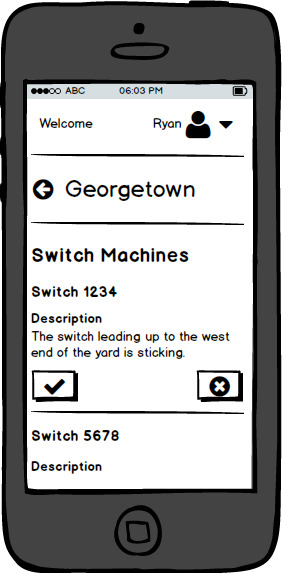 ABC 06:03 PM
Welcome Ryan
Georgetown
Switch Machines
Switch 1234
Description
The switch leading up to the west
end of the yard is sticking.
Switch 5678
Description